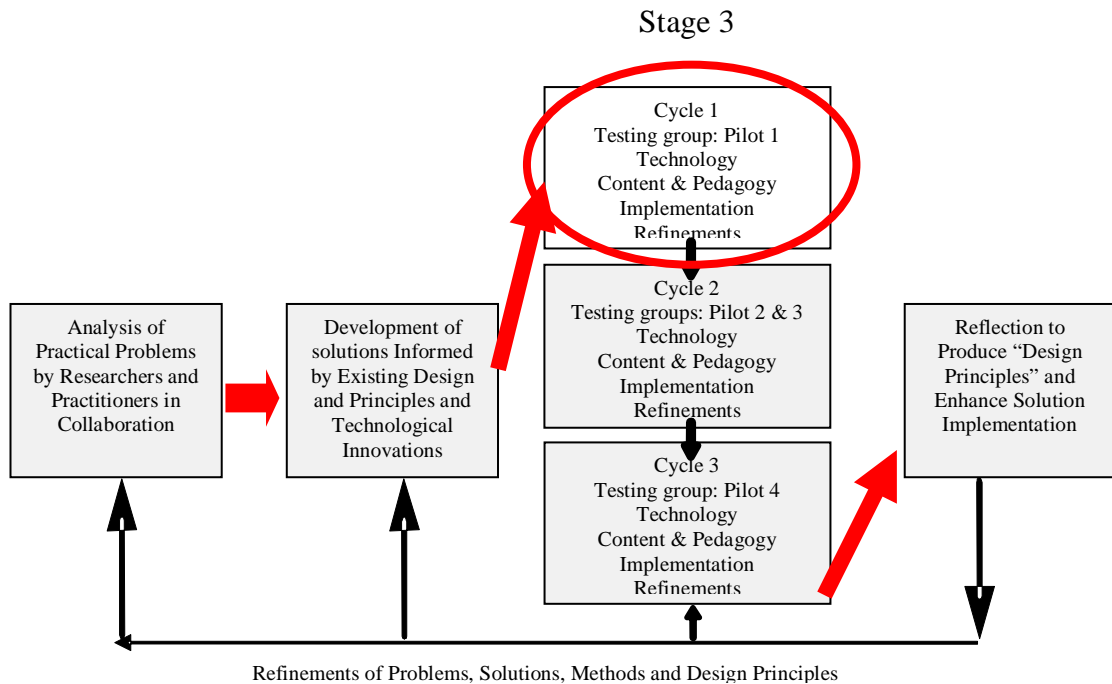 Stage 3
Cycle 1
Testing group: Pilot 1
Technology
Content & Pedagogy
Implementation
Refinements
Cycle 2
Testing groups: Pilot 2 & 3
Technology
Content & Pedagogy
Implementation
Refinements
Cycle 3
Testing group: Pilot 4
Technology
Content & Pedagogy
Implementation
Refinements
Analysis of
Practical Problems
by Researchers and
Practitioners in
Collaboration
Development of
solutions Informed
by Existing Design
and Principles and
Technological
Innovations
Reflection to
Produce “Design
Principles” and
Enhance Solution
Implementation
Refinements of Problems, Solutions, Methods and Design Principles